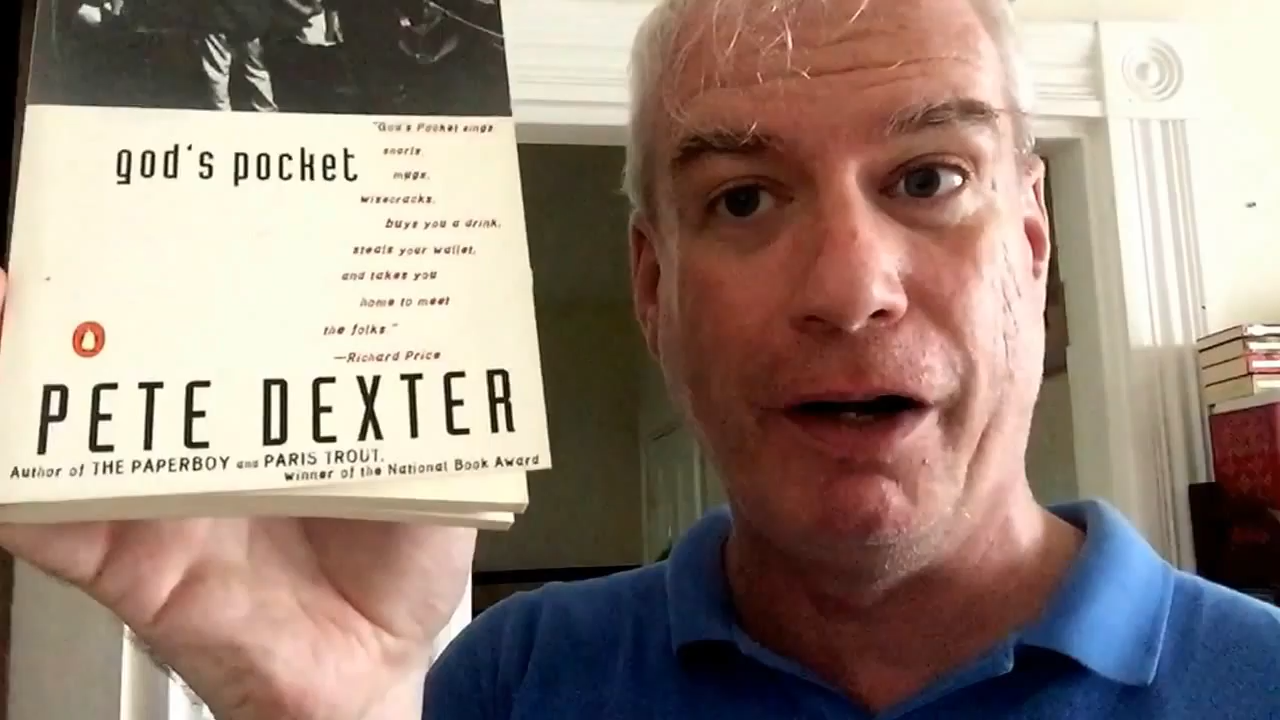 god's pocket
"God's Pocket sings
snarls,
mugs,
wisecracks,
buys you a drink,
steals your wallet,
and takes you
home to meet
the folks."
—Richard Price
PETE DEXTER
Author of THE PAPERBOY and PARIS TROUT,
Winner of the National Book Award